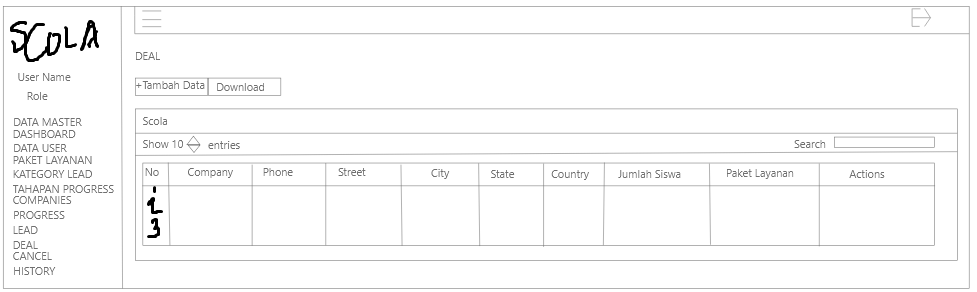 SCOLA
User Name
Role
DATA MASTER
DASHBOARD
DATA USER
PAKET LAYANAN
KATEGORY LEAD
TAHAPAN PROGRESS
COMPANIES
PROGRESS
LEAD
DEAL
CANCEL
HISTORY
DEAL
+Tambah Data Download
Scola
Show 10 entries Search
No Company Phone Street City State Country Jumlah Siswa Paket Layanan Actions
1
2
3